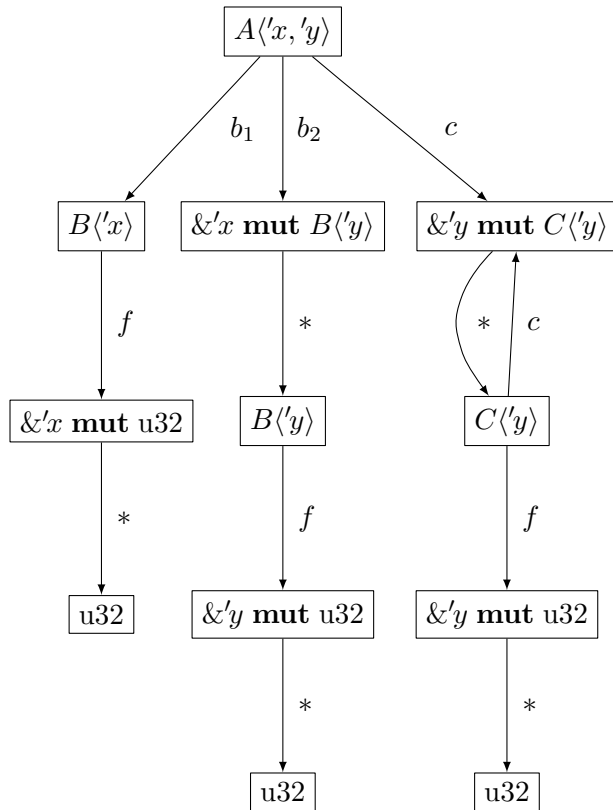 A⟨'x, 'y⟩
b₁ b₂ c
B⟨'x⟩ &'x mut B⟨'y⟩ &'y mut C⟨'y⟩
f * * c
&'x mut u32 B⟨'y⟩ C⟨'y⟩
* f f
u32 &'y mut u32 &'y mut u32
* *
u32 u32